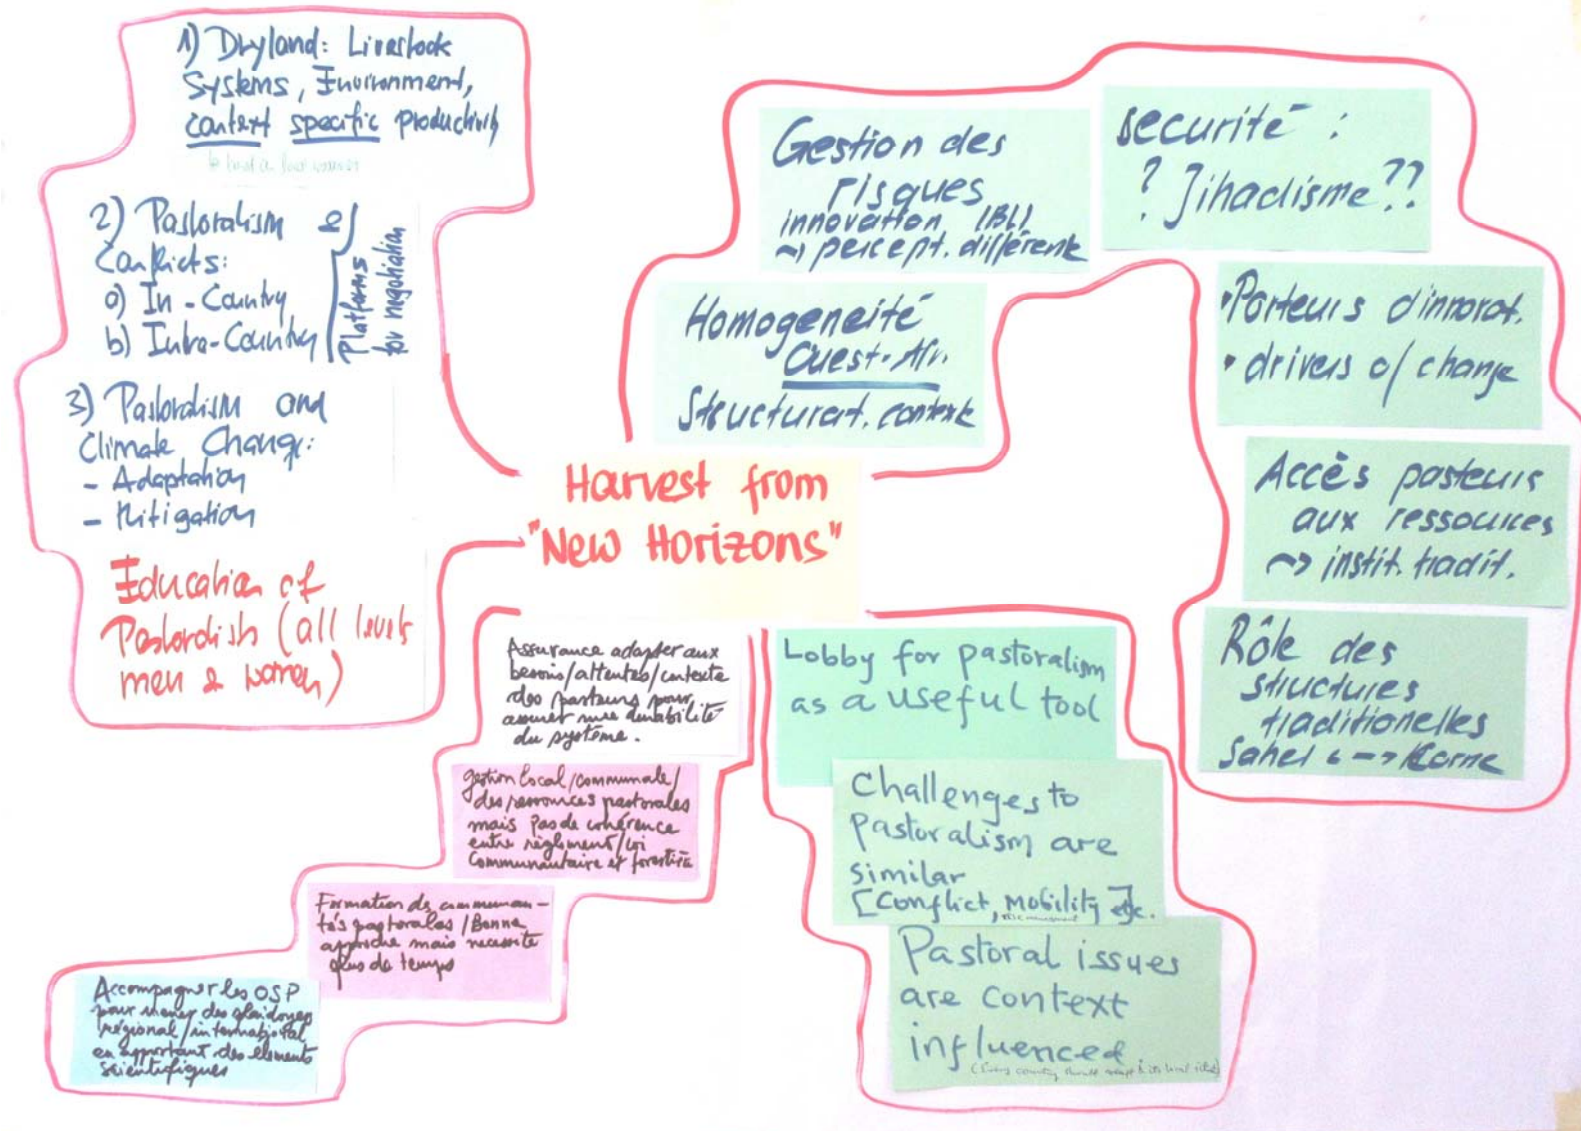 1) Dryland: Livestock
Systems, Environment,
context specific productivity
2) Pastoralism &
Conflicts:
a) In-Country
b) Intra-Country
Platforms
for negotiation
3) Pastoralism and
Climate Change:
- Adaptation
- Mitigation
Education of
Pastoralists (all levels
men & women)
Harvest from
"New Horizons"
Gestion des
risques
innovation (IBLI)
~> percept. différente
securité :
? Jihadisme ??
Homogeneité
Ouest-Afr.
Structurat. contexte
• Porteurs d'innovat.
• drivers of change
Accès pasteurs
aux ressources
~> instit. tradit.
Rôle des
structures
traditionelles
Sahel <--> Corne
Assurance adapter aux
besoins/attentes/contexte
des pasteurs pour
assurer une durabilité
du système.
gestion local/communale/
des ressources pastorales
mais pas de cohérence
entre règlement/loi
communautaire et forestière
Formation des communau-
tés pastorales/Bonne
approche mais necessite
plus de temps
Accompagner les OSP
pour mener des plaidoyers
régional/international
en apportant des elements
scientifiques
Lobby for pastoralism
as a useful tool
Challenges to
pastoralism are
similar
[Conflict, Mobility] etc.
Pastoral issues
are context
influenced